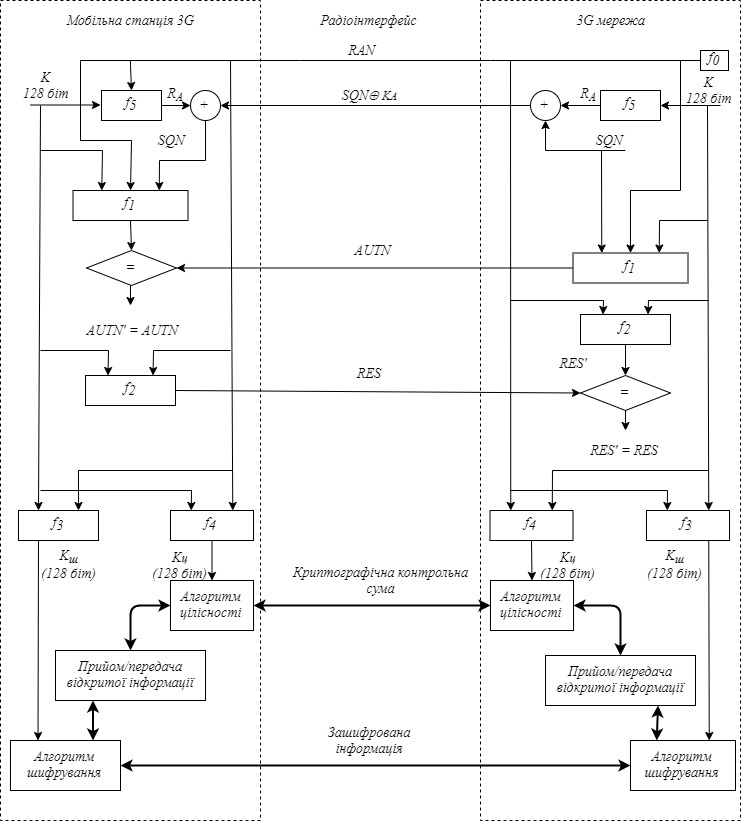 Мобільна станція 3G
Радіоінтерфейс
3G мережа
RAN
f0
K
128 біт
f5
RA
+
SQN⊕KA
+
RA
f5
K
128 біт
SQN
SQN
f1
=
AUTN
f1
AUTN' = AUTN
f2
RES'
f2
RES
=
RES' = RES
f3
f4
f4
f3
Kш
(128 біт)
Kц
(128 біт)
Kц
(128 біт)
Kш
(128 біт)
Криптографічна контрольна
сума
Алгоритм
цілісності
Алгоритм
цілісності
Прийом/передача
відкритої інформації
Прийом/передача
відкритої інформації
Зашифрована
інформація
Алгоритм
шифрування
Алгоритм
шифрування